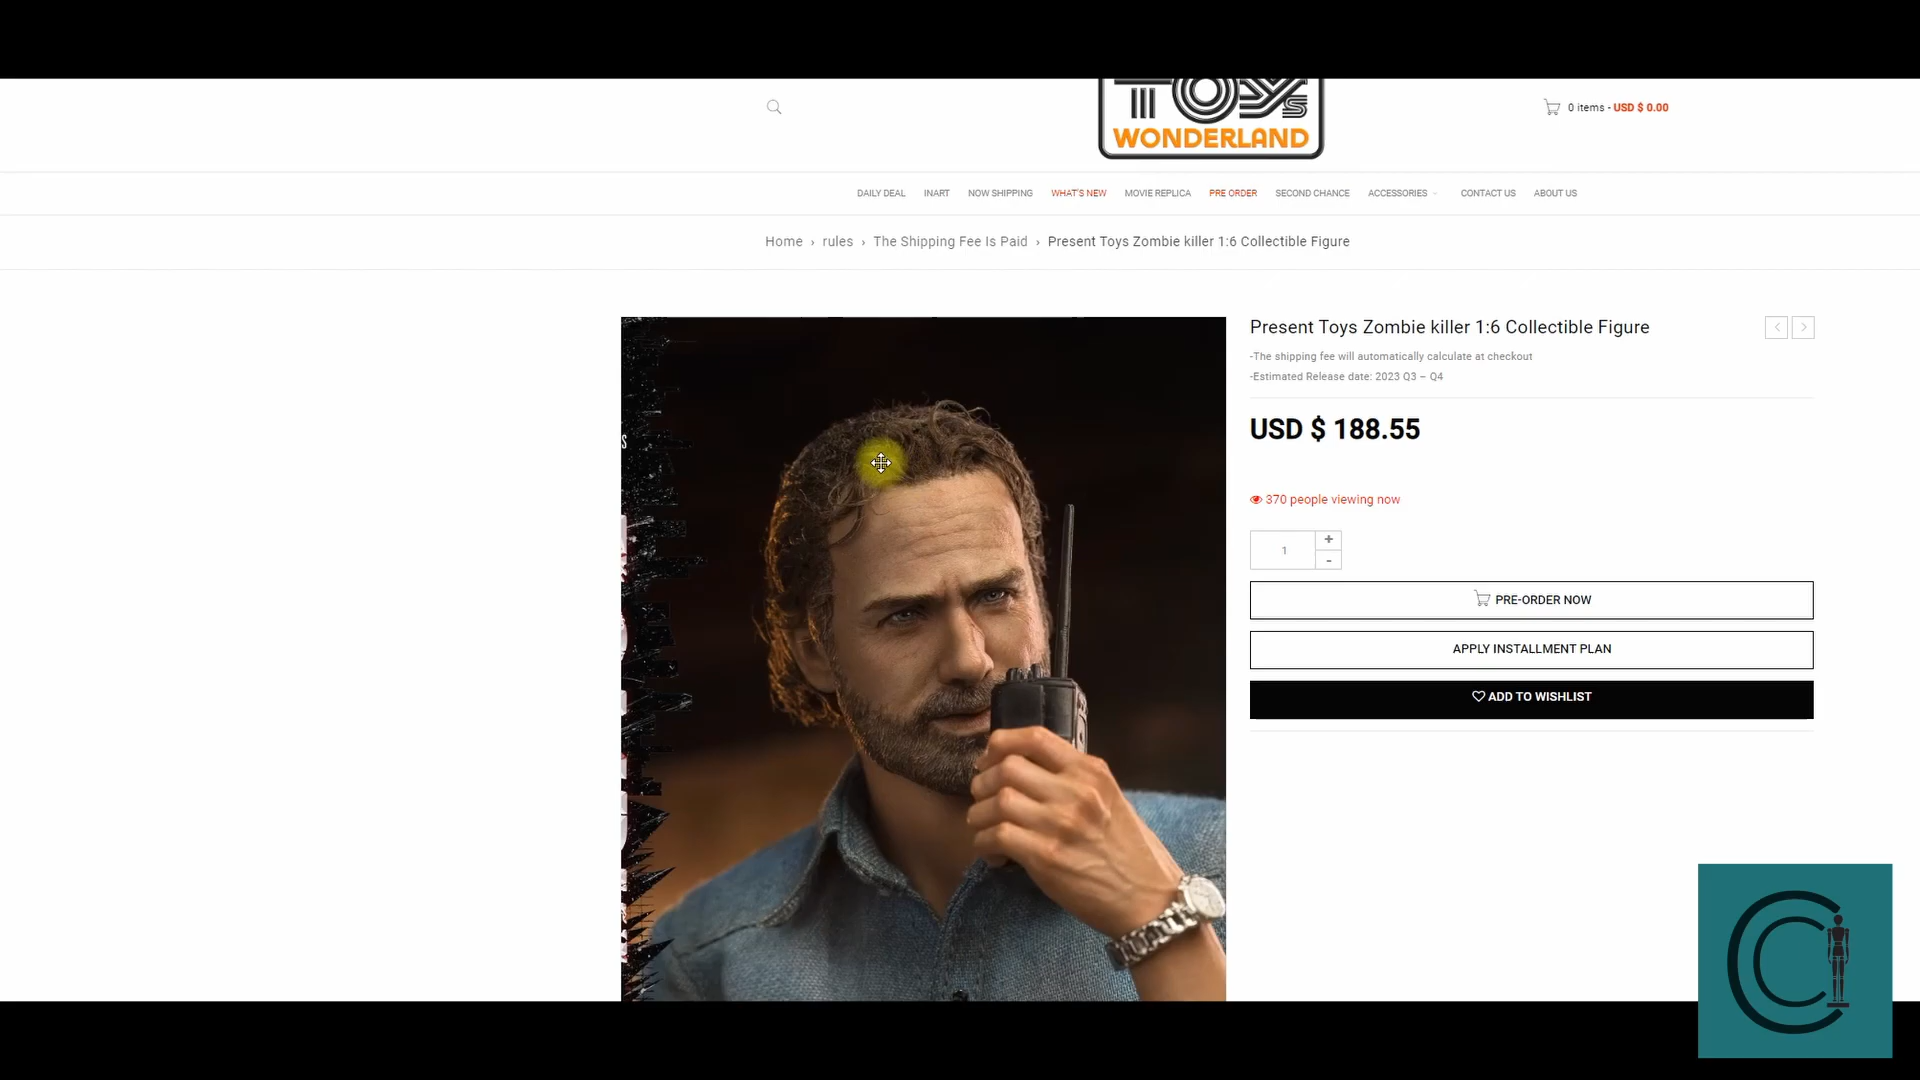 TOYS
WONDERLAND
0 items - USD $ 0.00
DAILY DEAL
INART
NOW SHIPPING
WHAT'S NEW
MOVIE REPLICA
PRE ORDER
SECOND CHANCE
ACCESSORIES
CONTACT US
ABOUT US
Home › rules › The Shipping Fee Is Paid › Present Toys Zombie killer 1:6 Collectible Figure
Present Toys Zombie killer 1:6 Collectible Figure
-The shipping fee will automatically calculate at checkout
-Estimated Release date: 2023 Q3 – Q4
USD $ 188.55
370 people viewing now
1
+
-
PRE-ORDER NOW
APPLY INSTALLMENT PLAN
ADD TO WISHLIST